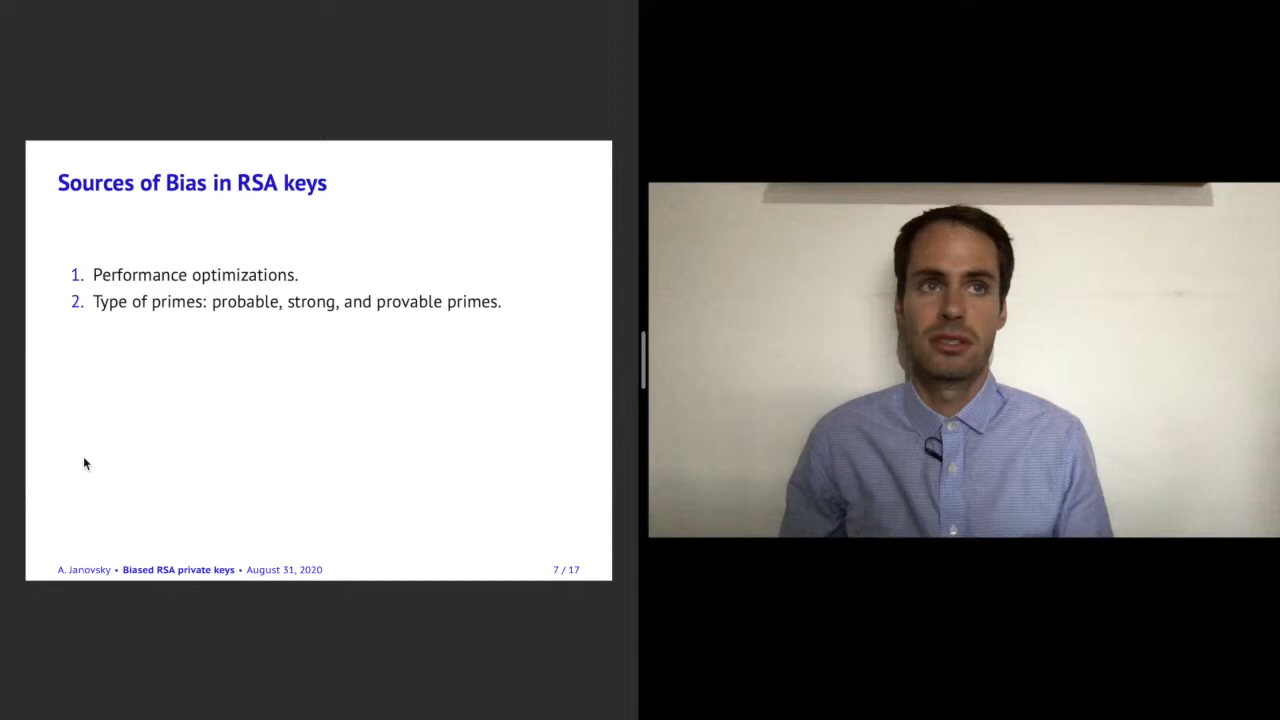 Sources of Bias in RSA keys
1. Performance optimizations.
2. Type of primes: probable, strong, and provable primes.
A. Janovsky • Biased RSA private keys • August 31, 2020 7 / 17